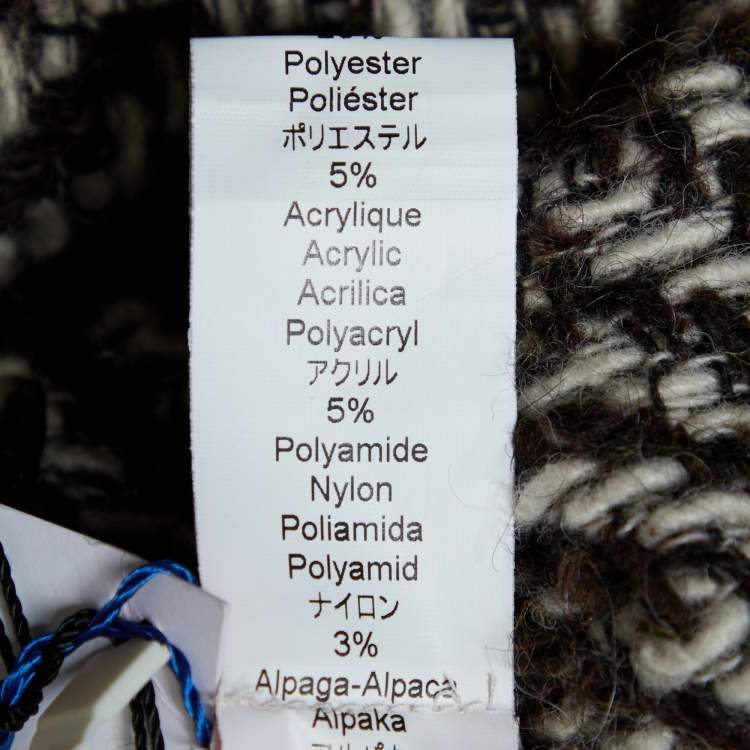 Polyester
Poliéster
ポリエステル
5%
Acrylique
Acrylic
Acrilica
Polyacryl
アクリル
5%
Polyamide
Nylon
Poliamida
Polyamid
ナイロン
3%
Alpaga-Alpaca
Alpaka